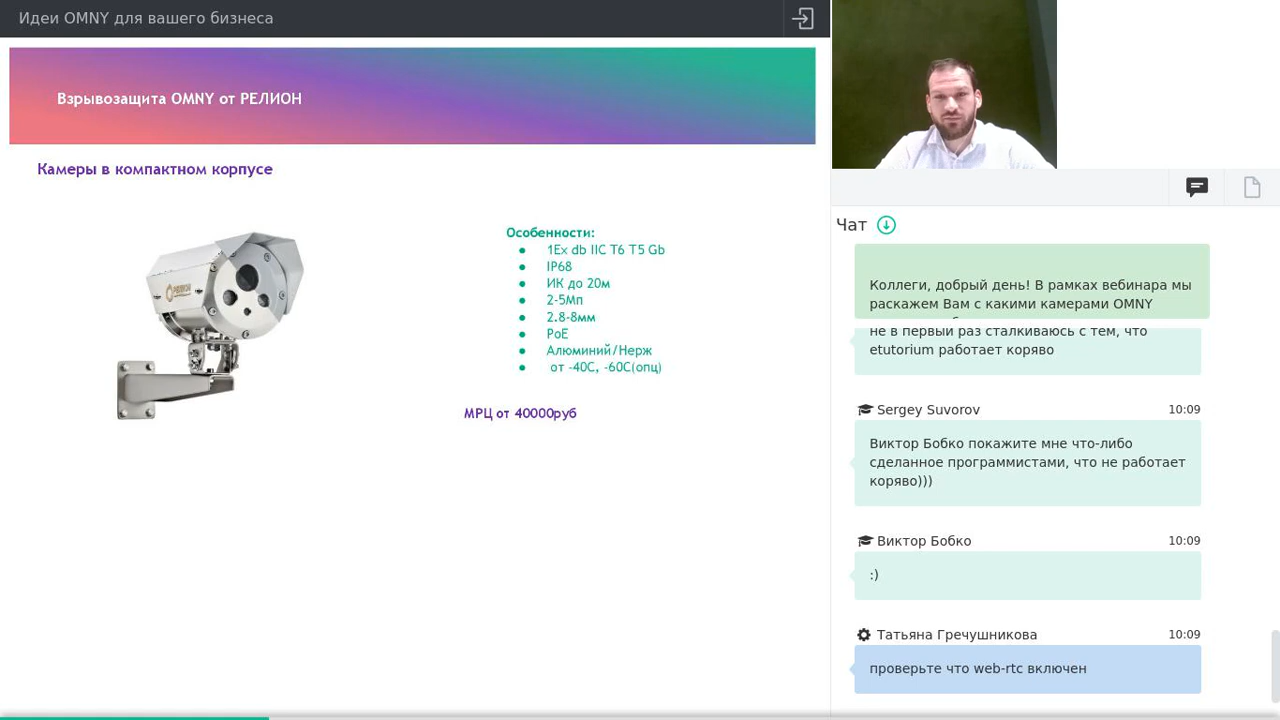 Идеи OMNY для вашего бизнеса
Взрывозащита OMNY от РЕЛИОН
Камеры в компактном корпусе
РЕЛИОН
Особенности:
● 1Ex db IIC T6 T5 Gb
● IP68
● ИК до 20м
● 2-5Мп
● 2.8-8мм
● PoE
● Алюминий/Нерж
● от -40С, -60С(опц)
МРЦ от 40000руб
Чат
Коллеги, добрый день! В рамках вебинара мы
раскажем Вам с какими камерами OMNY
не в первый раз сталкиваюсь с тем, что
etutorium работает коряво
Sergey Suvorov 10:09
Виктор Бобко покажите мне что-либо
сделанное программистами, что не работает
коряво)))
Виктор Бобко 10:09
:)
Татьяна Гречушникова 10:09
проверьте что web-rtc включен